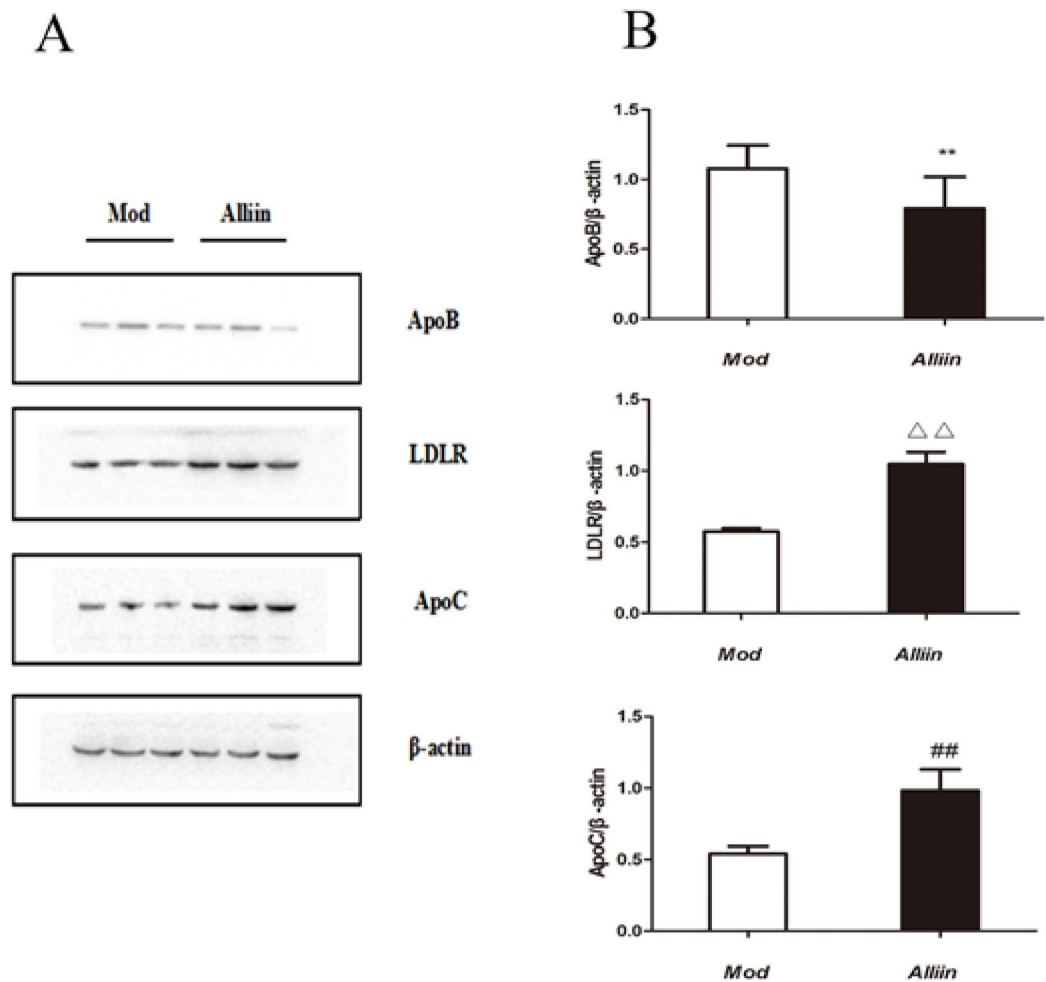 A
Mod Alliin
ApoB
LDLR
ApoC
β-actin
B
ApoB/β -actin
1.5
1.0
0.5
0.0
**
Mod Alliin
LDLR/β -actin
1.5
1.0
0.5
0.0
△ △
Mod Alliin
ApoC/β -actin
1.5
1.0
0.5
0.0
##
Mod Alliin